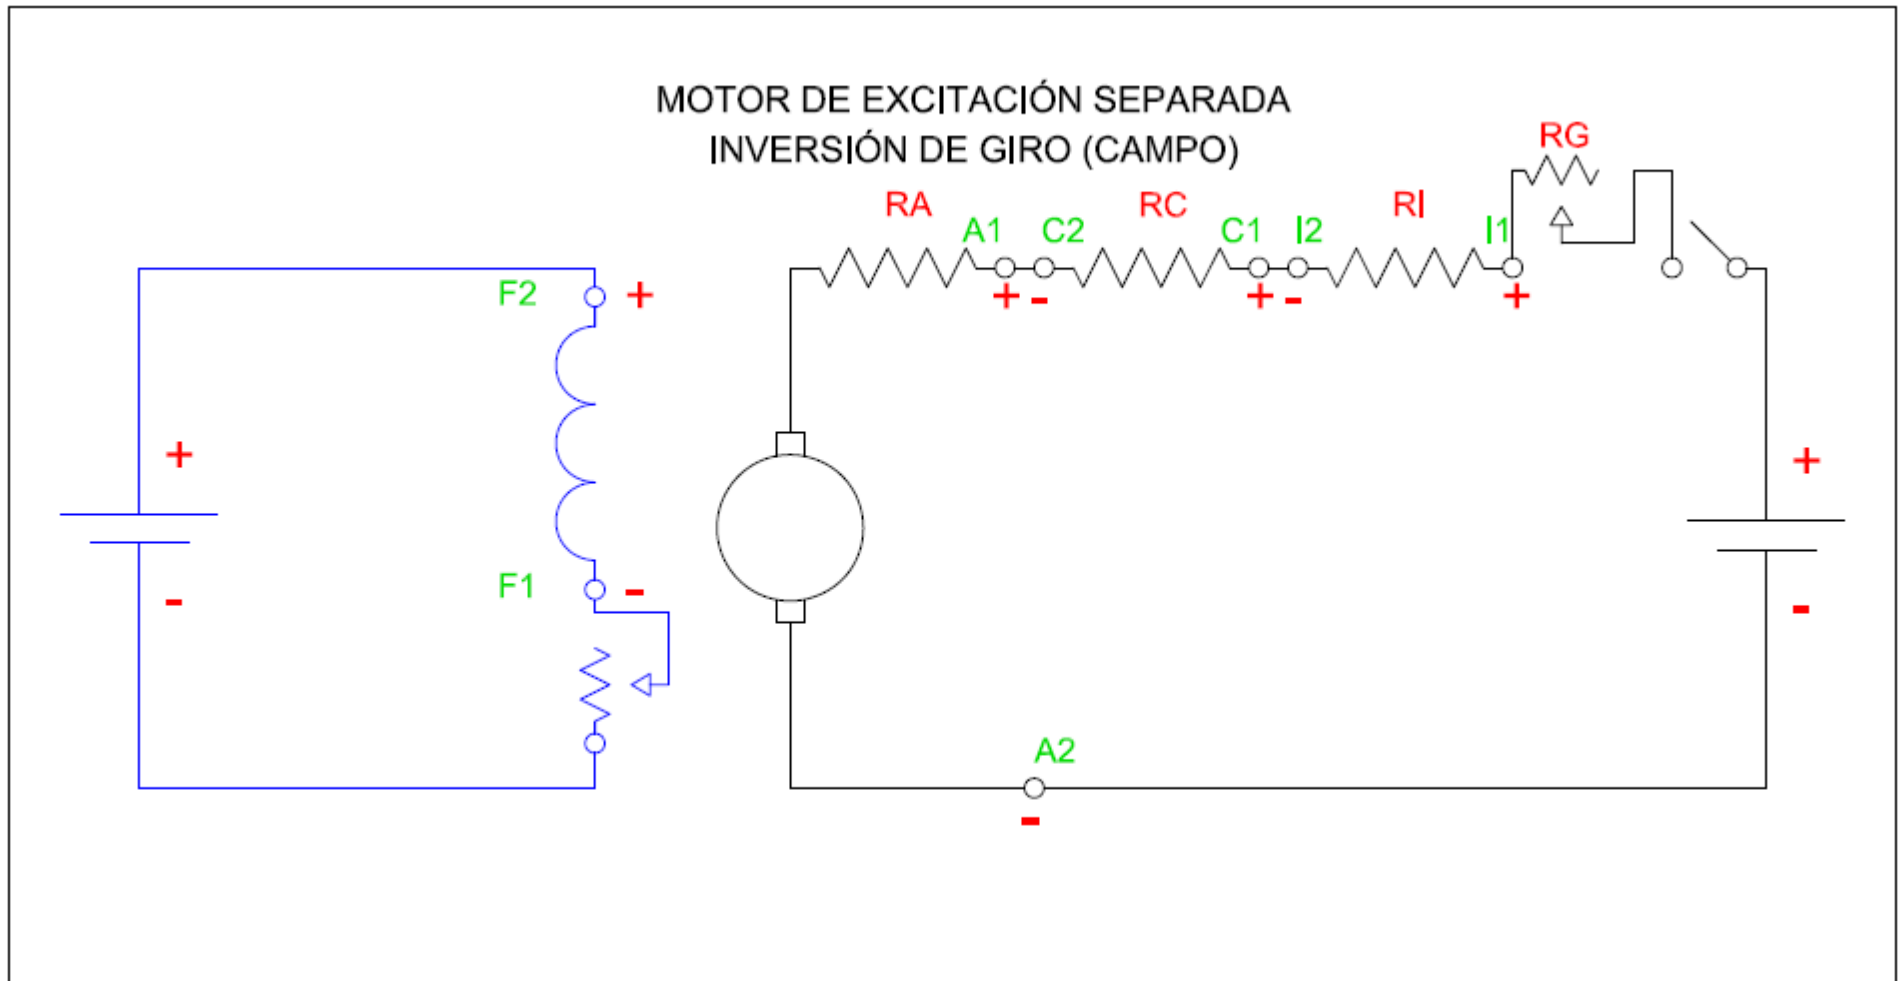 MOTOR DE EXCITACIÓN SEPARADA
INVERSIÓN DE GIRO (CAMPO)
RG
RA
RC
RI
A1
C2
C1
I2
I1
+
-
+
-
+
F2
+
+
-
F1
-
+
-
A2
-